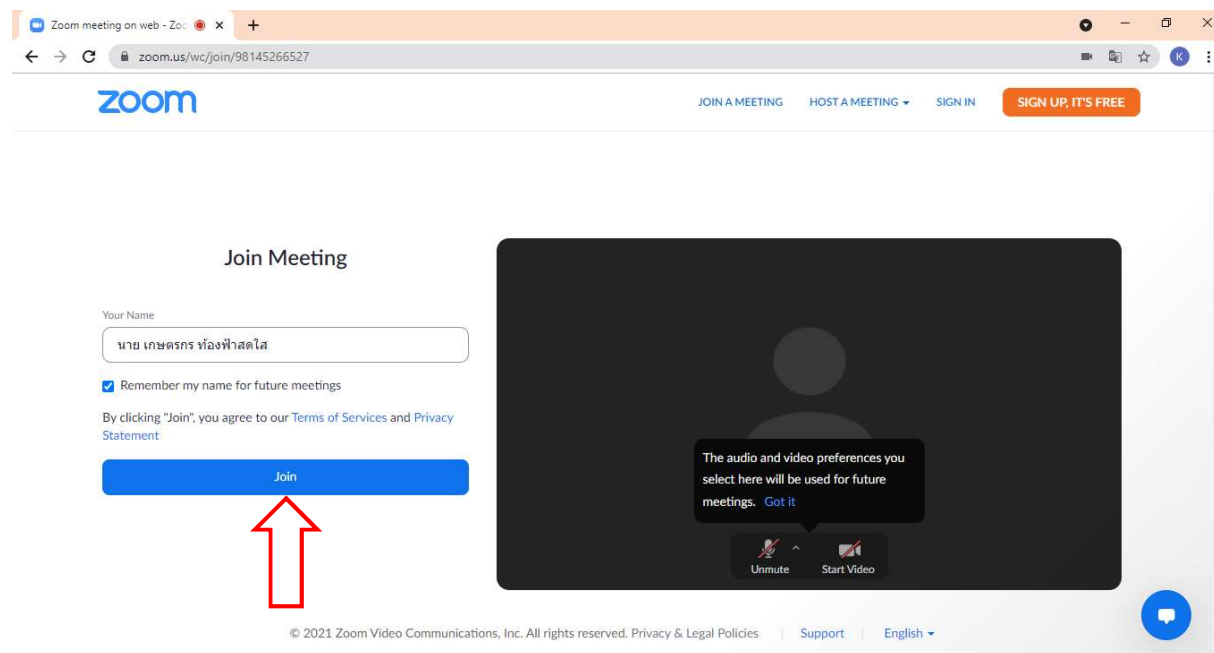 Zoom meeting on web - Zoo
zoom.us/wc/join/98145266527
K
zoom
JOIN A MEETING
HOST A MEETING
SIGN IN
SIGN UP, IT'S FREE
Join Meeting
Your Name
นาย เกษตรกร ท้องฟ้าสดใส
Remember my name for future meetings
By clicking "Join", you agree to our Terms of Services and Privacy
Statement
Join
The audio and video preferences you
select here will be used for future
meetings. Got it
Unmute
Start Video
© 2021 Zoom Video Communications, Inc. All rights reserved. Privacy & Legal Policies
Support
English